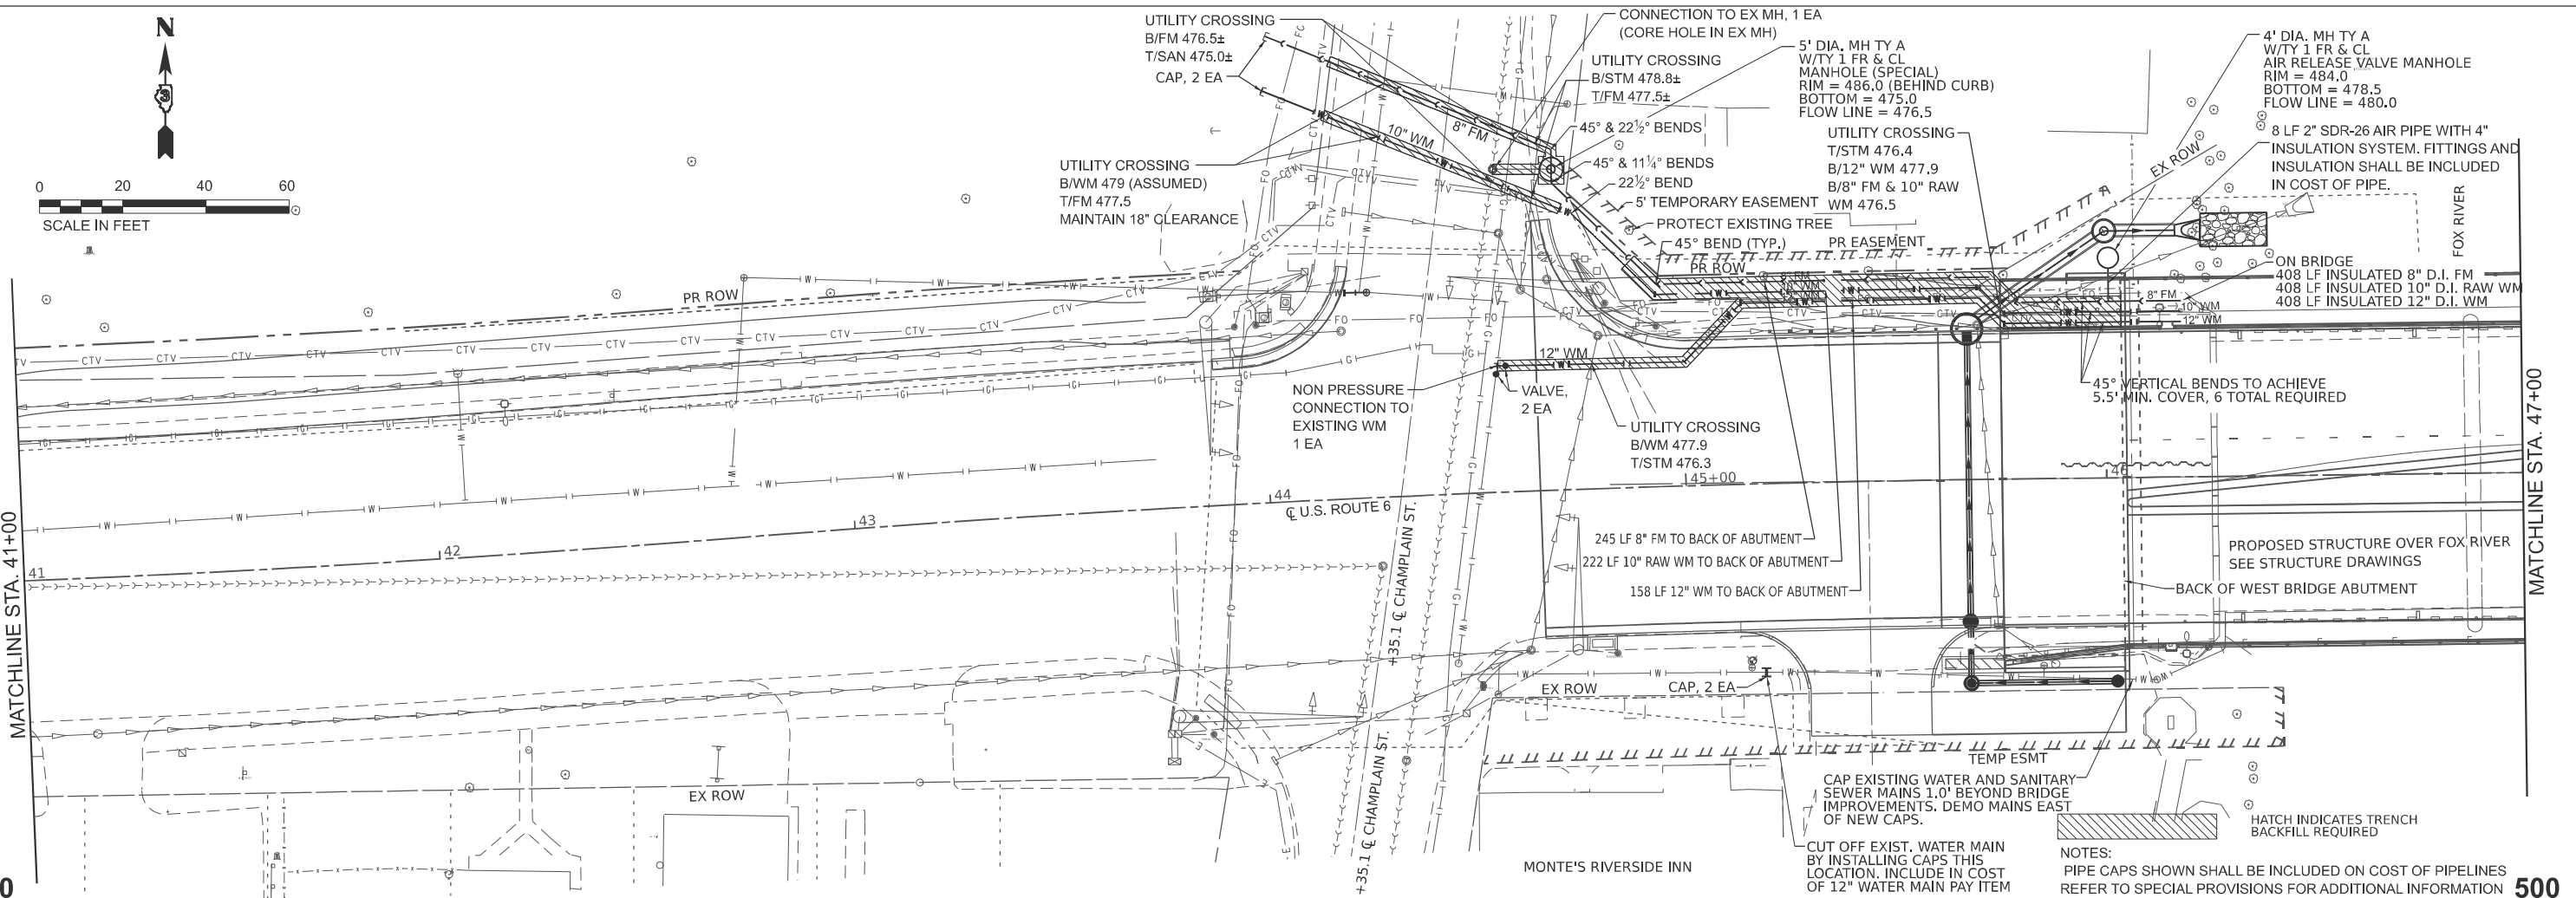 N
3
0 20 40 60
SCALE IN FEET
UTILITY CROSSING
B/FM 476.5±
T/SAN 475.0±
CAP, 2 EA
CONNECTION TO EX MH, 1 EA
(CORE HOLE IN EX MH)
UTILITY CROSSING
B/STM 478.8±
T/FM 477.5±
5' DIA. MH TY A
W/TY 1 FR & CL
MANHOLE (SPECIAL)
RIM = 486.0 (BEHIND CURB)
BOTTOM = 475.0
FLOW LINE = 476.5
4' DIA. MH TY A
W/TY 1 FR & CL
AIR RELEASE VALVE MANHOLE
RIM = 484.0
BOTTOM = 478.5
FLOW LINE = 480.0
8 LF 2" SDR-26 AIR PIPE WITH 4"
INSULATION SYSTEM. FITTINGS AND
INSULATION SHALL BE INCLUDED
IN COST OF PIPE.
UTILITY CROSSING
B/WM 479 (ASSUMED)
T/FM 477.5
MAINTAIN 18" CLEARANCE
10" WM
8" FM
45° & 22½° BENDS
45° & 11¼° BENDS
22½° BEND
5' TEMPORARY EASEMENT
PROTECT EXISTING TREE
45° BEND (TYP.)
PR EASEMENT
PR ROW
UTILITY CROSSING
T/STM 476.4
B/12" WM 477.9
B/8" FM & 10" RAW
WM 476.5
EX ROW
FOX RIVER
ON BRIDGE
408 LF INSULATED 8" D.I. FM
408 LF INSULATED 10" D.I. RAW WM
408 LF INSULATED 12" D.I. WM
8" FM
10" WM
12" WM
8" FM
PR ROW
12" WM
NON PRESSURE
CONNECTION TO
EXISTING WM
1 EA
VALVE,
2 EA
UTILITY CROSSING
B/WM 477.9
T/STM 476.3
45° VERTICAL BENDS TO ACHIEVE
5.5' MIN. COVER, 6 TOTAL REQUIRED
MATCHLINE STA. 41+00
MATCHLINE STA. 47+00
41
42
43
44
45+00
46
℄ U.S. ROUTE 6
+35.1 ℄ CHAMPLAIN ST.
245 LF 8" FM TO BACK OF ABUTMENT
222 LF 10" RAW WM TO BACK OF ABUTMENT
158 LF 12" WM TO BACK OF ABUTMENT
PROPOSED STRUCTURE OVER FOX RIVER
SEE STRUCTURE DRAWINGS
BACK OF WEST BRIDGE ABUTMENT
EX ROW
CAP, 2 EA
TEMP ESMT
EX ROW
+35.1 ℄ CHAMPLAIN ST.
CAP EXISTING WATER AND SANITARY
SEWER MAINS 1.0' BEYOND BRIDGE
IMPROVEMENTS. DEMO MAINS EAST
OF NEW CAPS.
CUT OFF EXIST. WATER MAIN
BY INSTALLING CAPS THIS
LOCATION. INCLUDE IN COST
OF 12" WATER MAIN PAY ITEM
MONTE'S RIVERSIDE INN
HATCH INDICATES TRENCH
BACKFILL REQUIRED
NOTES:
PIPE CAPS SHOWN SHALL BE INCLUDED ON COST OF PIPELINES
REFER TO SPECIAL PROVISIONS FOR ADDITIONAL INFORMATION
0
500